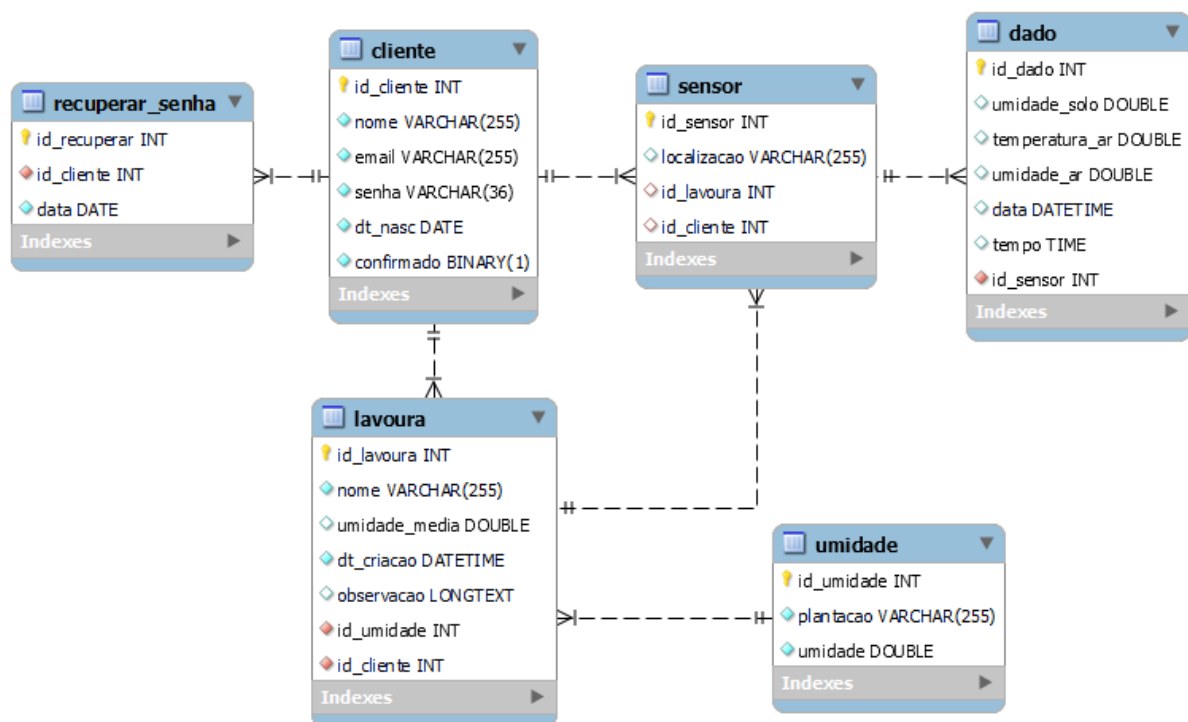 recuperar_senha
id_recuperar INT
id_cliente INT
data DATE
Indexes
cliente
id_cliente INT
nome VARCHAR(255)
email VARCHAR(255)
senha VARCHAR(36)
dt_nasc DATE
confirmado BINARY(1)
Indexes
sensor
id_sensor INT
localizacao VARCHAR(255)
id_lavoura INT
id_cliente INT
Indexes
dado
id_dado INT
umidade_solo DOUBLE
temperatura_ar DOUBLE
umidade_ar DOUBLE
data DATETIME
tempo TIME
id_sensor INT
Indexes
lavoura
id_lavoura INT
nome VARCHAR(255)
umidade_media DOUBLE
dt_criacao DATETIME
observacao LONGTEXT
id_umidade INT
id_cliente INT
Indexes
umidade
id_umidade INT
plantacao VARCHAR(255)
umidade DOUBLE
Indexes